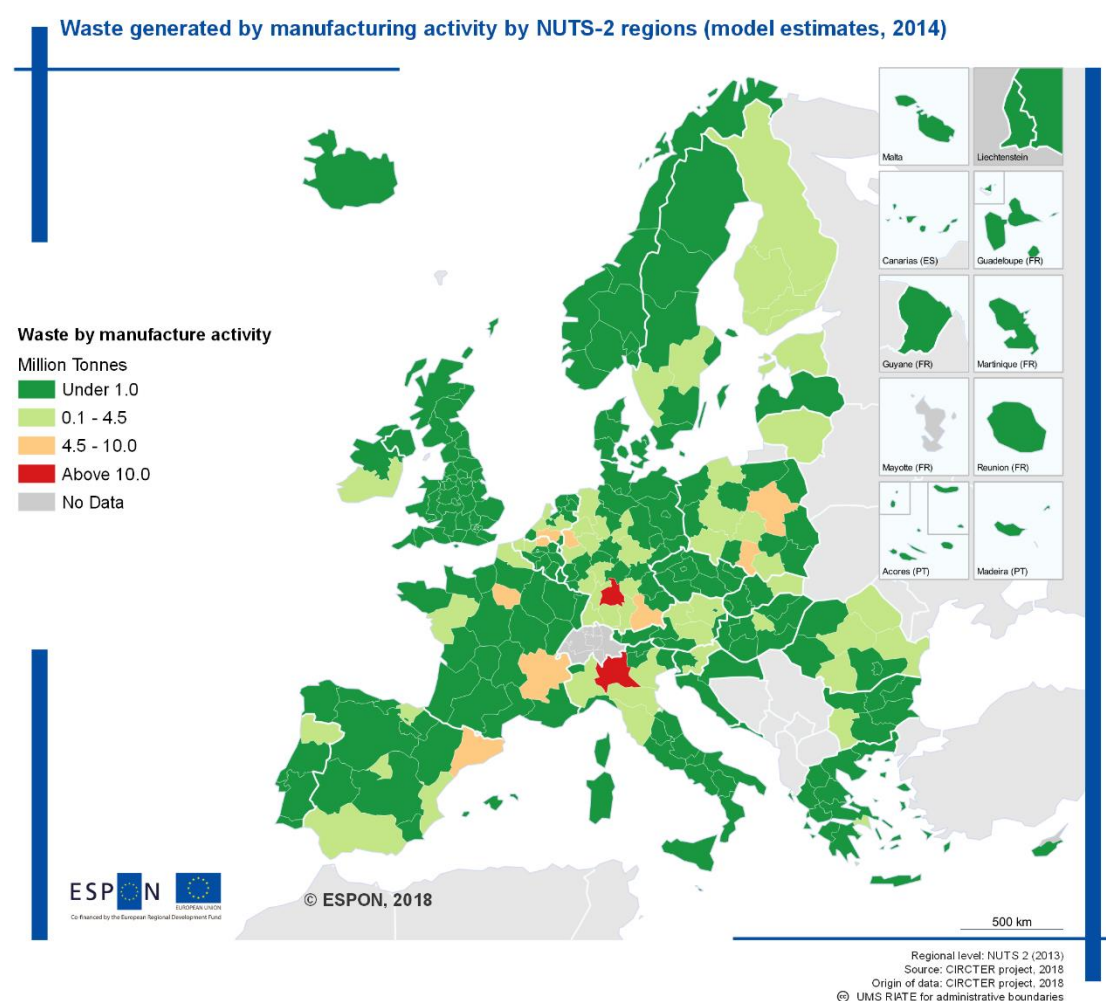 Waste generated by manufacturing activity by NUTS-2 regions (model estimates, 2014)
Malta
Liechtenstein
Canarias (ES)
Guadeloupe (FR)
Waste by manufacture activity
Million Tonnes
Under 1.0
0.1 - 4.5
4.5 - 10.0
Above 10.0
No Data
Guyane (FR)
Martinique (FR)
Mayotte (FR)
Reunion (FR)
Acores (PT)
Madeira (PT)
ESPON
EUROPEAN UNION
Co-financed by the European Regional Development Fund
© ESPON, 2018
500 km
Regional level: NUTS 2 (2013)
Source: CIRCTER project, 2018
Origin of data: CIRCTER project, 2018
(cc) UMS RIATE for administrative boundaries